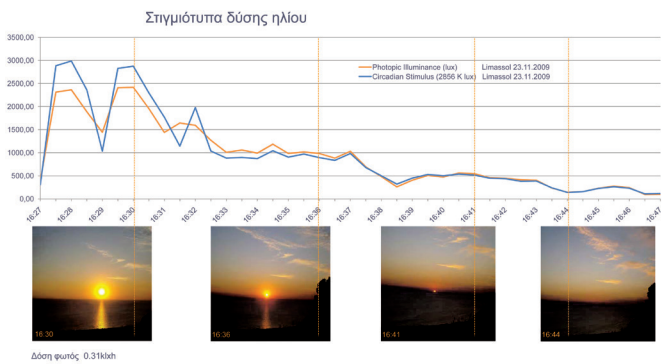 Στιγμιότυπα δύσης ηλίου
3500,00
3000,00
2500,00
2000,00
1500,00
1000,00
500,00
0,00
Photopic Illuminance (lux) Limassol 23.11.2009
Circadian Stimulus (2856 K lux) Limassol 23.11.2009
16:27 16:28 16:29 16:30 16:31 16:32 16:33 16:34 16:35 16:36 16:37 16:38 16:39 16:40 16:41 16:42 16:43 16:44 16:45 16:46
16:30 16:36 16:41 16:44
Δόση φωτός 0.31klxh